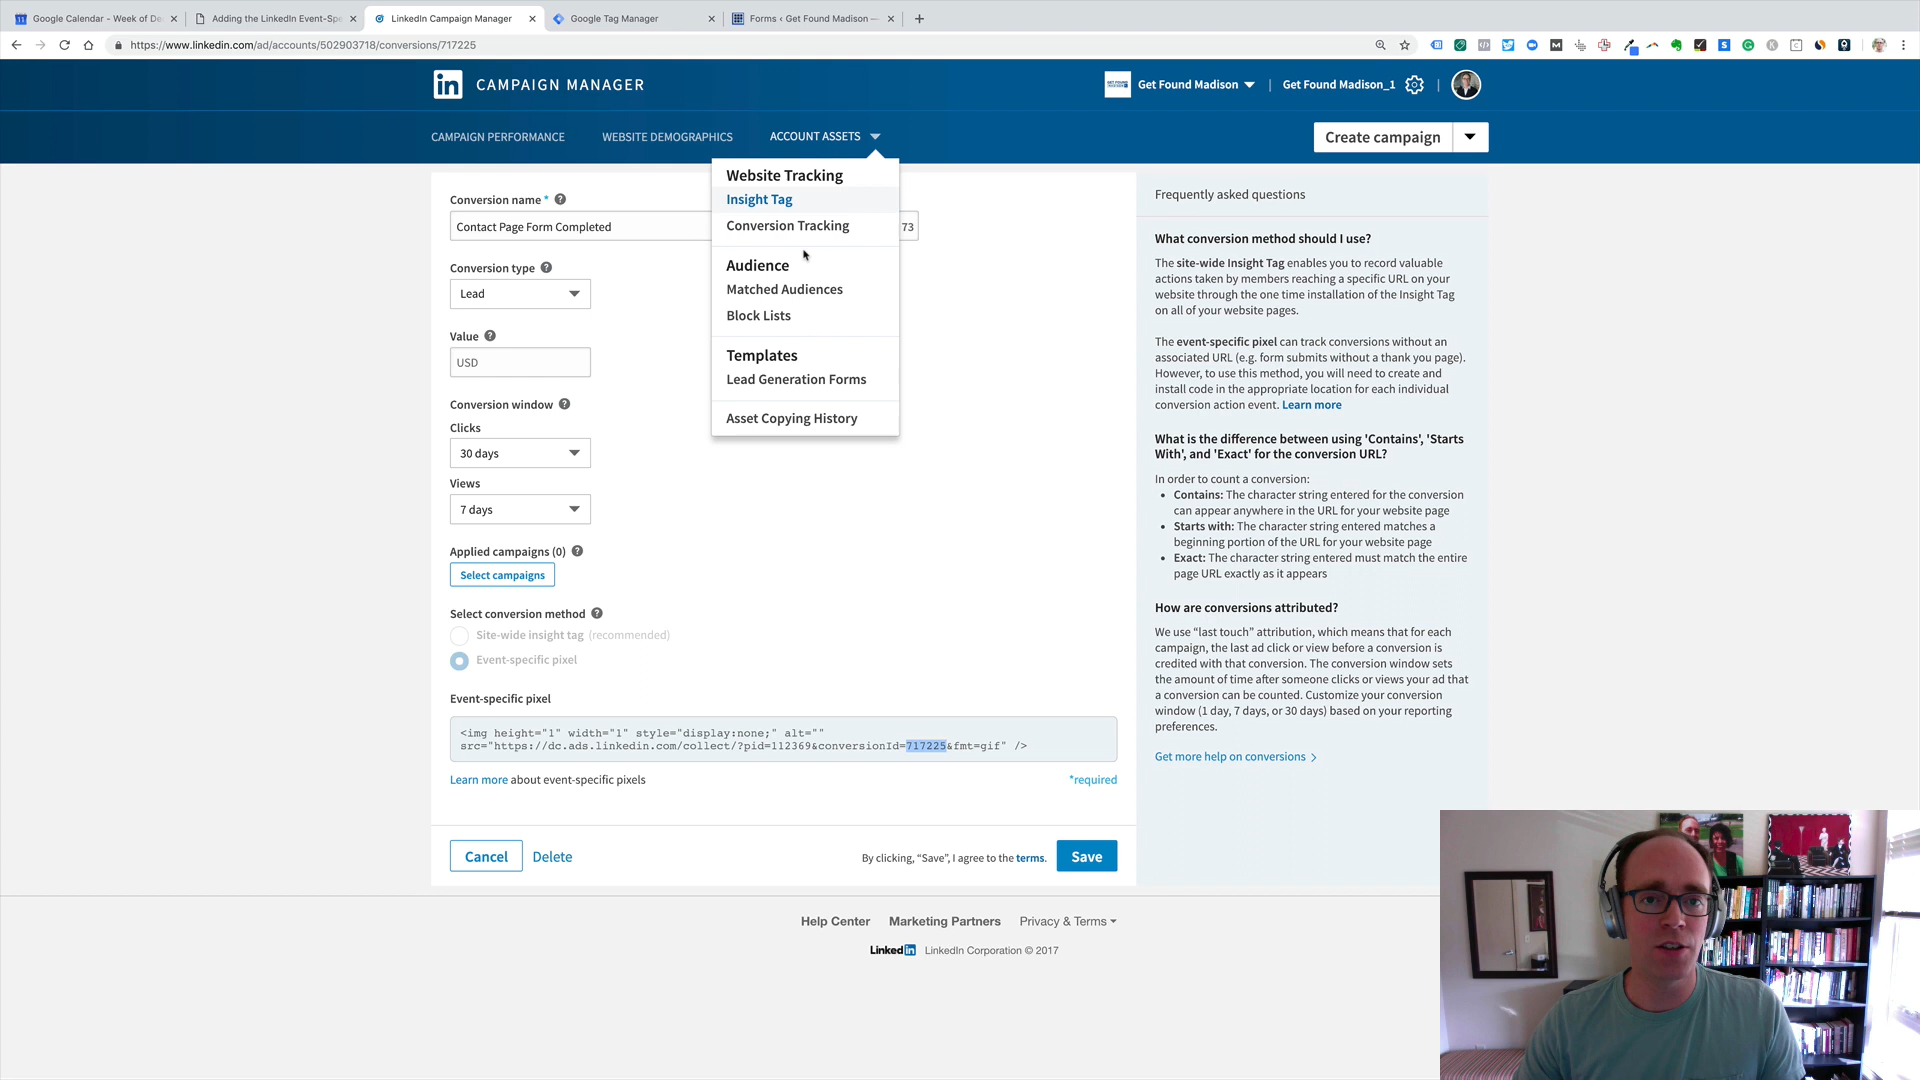 Google Calendar - Week of De
Adding the LinkedIn Event-Spe
LinkedIn Campaign Manager
Google Tag Manager
Forms ‹ Get Found Madison —
https://www.linkedin.com/ad/accounts/502903718/conversions/717225
in CAMPAIGN MANAGER
Get Found Madison
Get Found Madison_1
CAMPAIGN PERFORMANCE
WEBSITE DEMOGRAPHICS
ACCOUNT ASSETS
Create campaign
Website Tracking
Insight Tag
Conversion Tracking
Audience
Matched Audiences
Block Lists
Templates
Lead Generation Forms
Asset Copying History
Conversion name *
Contact Page Form Completed
73
Conversion type
Lead
Value
USD
Conversion window
Clicks
30 days
Views
7 days
Applied campaigns (0)
Select campaigns
Select conversion method
Site-wide insight tag (recommended)
Event-specific pixel
Event-specific pixel
<img height="1" width="1" style="display:none;" alt=""
src="https://dc.ads.linkedin.com/collect/?pid=112369&conversionId=717225&fmt=gif" />
Learn more about event-specific pixels
*required
Cancel
Delete
By clicking, “Save”, I agree to the terms.
Save
Frequently asked questions
What conversion method should I use?
The site-wide Insight Tag enables you to record valuable
actions taken by members reaching a specific URL on your
website through the one time installation of the Insight Tag
on all of your website pages.
The event-specific pixel can track conversions without an
associated URL (e.g. form submits without a thank you page).
However, to use this method, you will need to create and
install code in the appropriate location for each individual
conversion action event. Learn more
What is the difference between using 'Contains', 'Starts
With', and 'Exact' for the conversion URL?
In order to count a conversion:
• Contains: The character string entered for the conversion
can appear anywhere in the URL for your website page
• Starts with: The character string entered matches a
beginning portion of the URL for your website page
• Exact: The character string entered must match the entire
page URL exactly as it appears
How are conversions attributed?
We use “last touch” attribution, which means that for each
campaign, the last ad click or view before a conversion is
credited with that conversion. The conversion window sets
the amount of time after someone clicks or views your ad that
a conversion can be counted. Customize your conversion
window (1 day, 7 days, or 30 days) based on your reporting
preferences.
Get more help on conversions
Help Center
Marketing Partners
Privacy & Terms
LinkedIn
LinkedIn Corporation © 2017